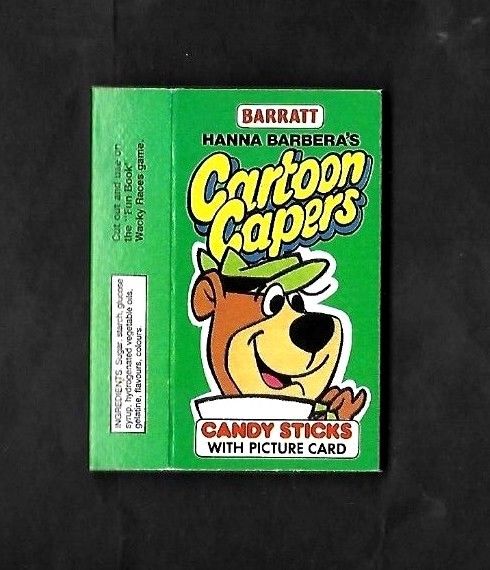 BARRATT
HANNA BARBERA'S
Cartoon
Capers
CANDY STICKS
WITH PICTURE CARD
Cut out and use on
the "Fun Book"
Wacky Races game.
INGREDIENTS: Sugar, starch, glucose
syrup, hydrogenated vegetable oils,
gelatine, flavours, colours.